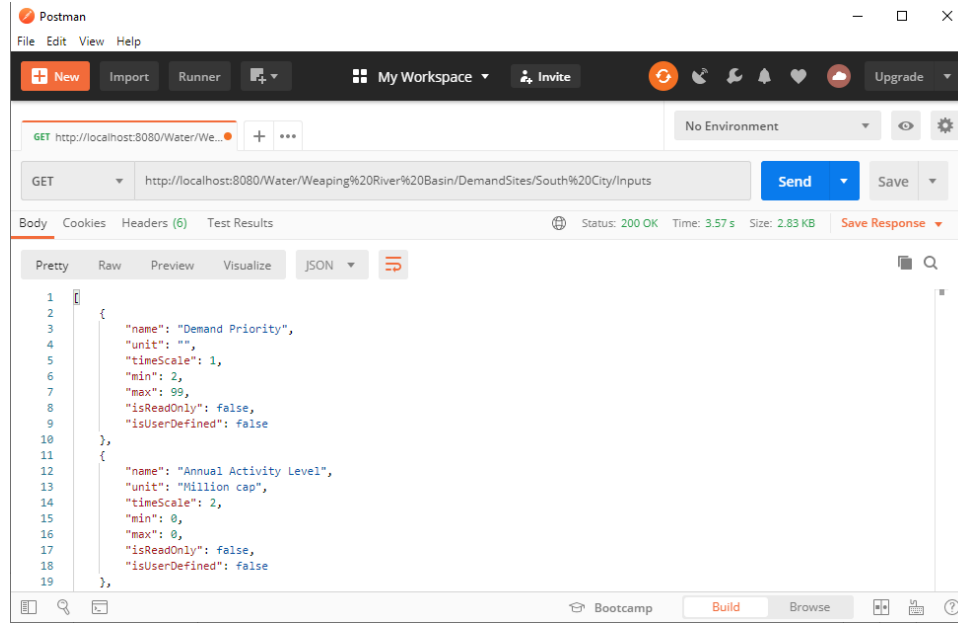 Postman
File Edit View Help
New Import Runner My Workspace Invite Upgrade
GET http://localhost:8080/Water/We... + ••• No Environment
GET http://localhost:8080/Water/Weaping%20River%20Basin/DemandSites/South%20City/Inputs Send Save
Body Cookies Headers (6) Test Results Status: 200 OK Time: 3.57 s Size: 2.83 KB Save Response
Pretty Raw Preview Visualize JSON
1 [
2 {
3 "name": "Demand Priority",
4 "unit": "",
5 "timeScale": 1,
6 "min": 2,
7 "max": 99,
8 "isReadOnly": false,
9 "isUserDefined": false
10 },
11 {
12 "name": "Annual Activity Level",
13 "unit": "Million cap",
14 "timeScale": 2,
15 "min": 0,
16 "max": 0,
17 "isReadOnly": false,
18 "isUserDefined": false
19 },
Bootcamp Build Browse